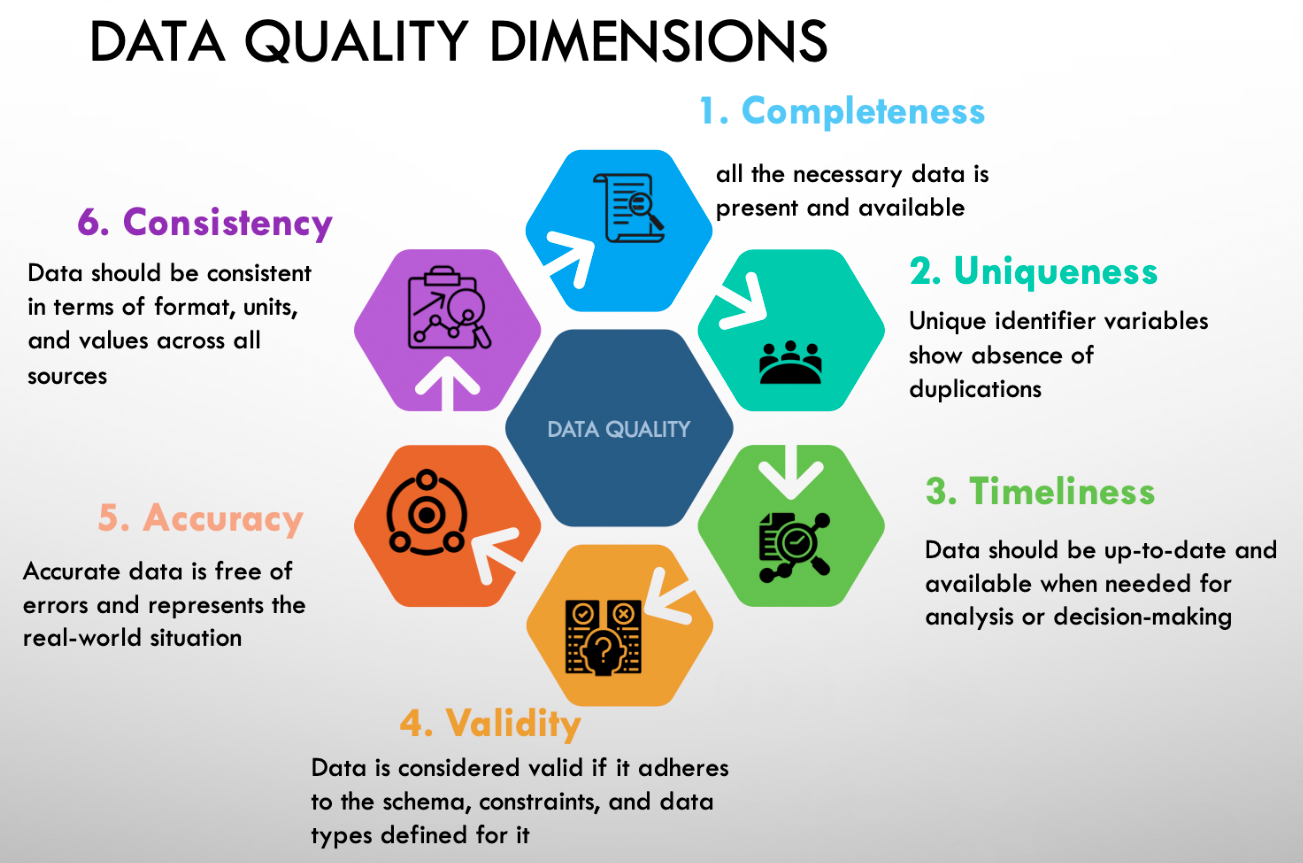 DATA QUALITY DIMENSIONS
1. Completeness
all the necessary data is
present and available
2. Uniqueness
Unique identifier variables
show absence of
duplications
3. Timeliness
Data should be up-to-date and
available when needed for
analysis or decision-making
4. Validity
Data is considered valid if it adheres
to the schema, constraints, and data
types defined for it
5. Accuracy
Accurate data is free of
errors and represents the
real-world situation
6. Consistency
Data should be consistent
in terms of format, units,
and values across all
sources
DATA QUALITY
?